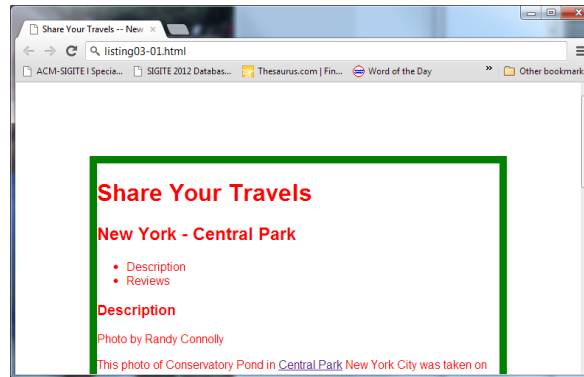 Share Your Travels -- New
listing03-01.html
ACM-SIGITE | Specia... SIGITE 2012 Databas... Thesaurus.com | Fin... Word of the Day » Other bookmark
Share Your Travels
New York - Central Park
• Description
• Reviews
Description
Photo by Randy Connolly
This photo of Conservatory Pond in Central Park New York City was taken on